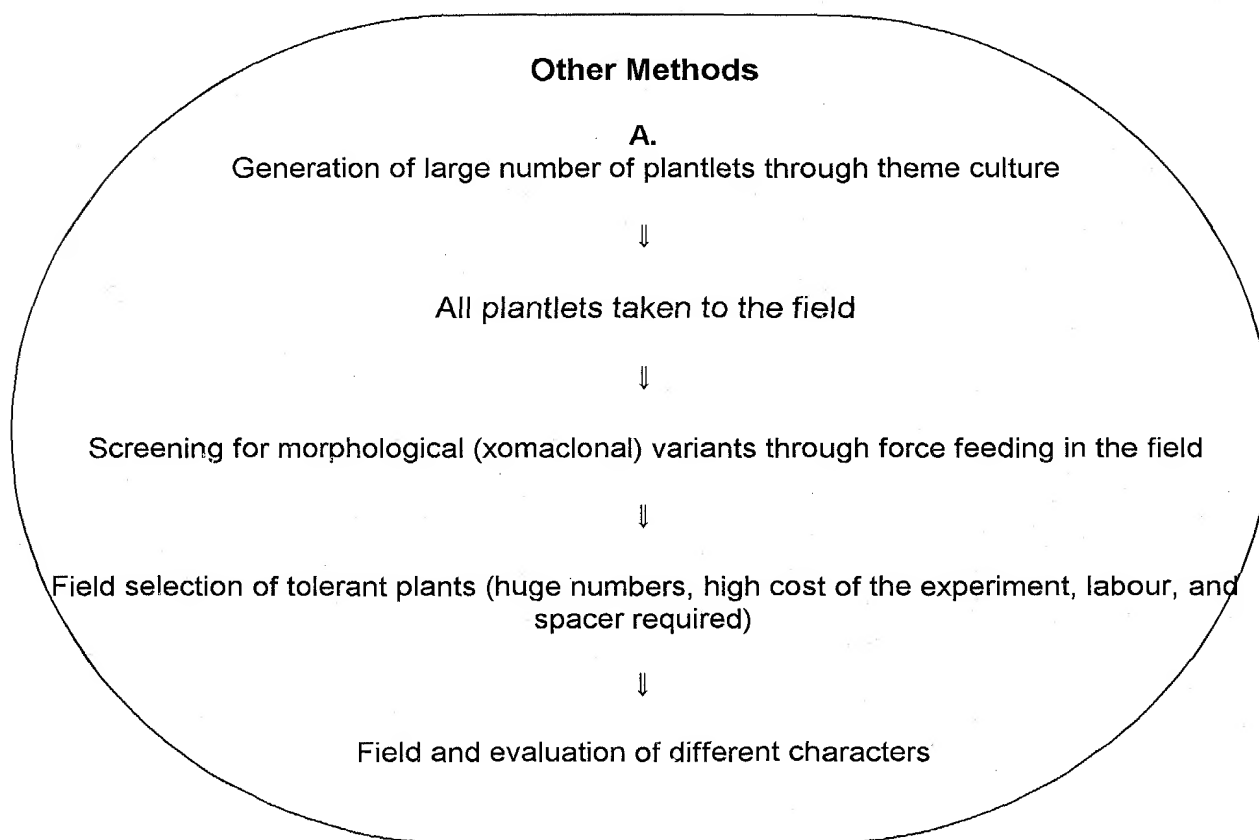 Other Methods
A.
Generation of large number of plantlets through theme culture
⇓
All plantlets taken to the field
⇓
Screening for morphological (xomaclonal) variants through force feeding in the field
⇓
Field selection of tolerant plants (huge numbers, high cost of the experiment, labour, and
spacer required)
⇓
Field and evaluation of different characters